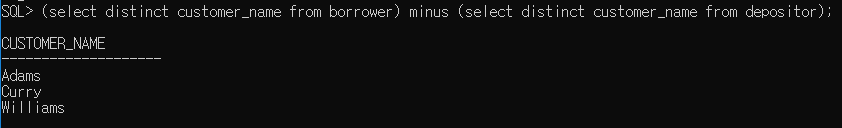 SQL> (select distinct customer_name from borrower) minus (select distinct customer_name from depositor);
CUSTOMER_NAME
--------------------
Adams
Curry
Williams